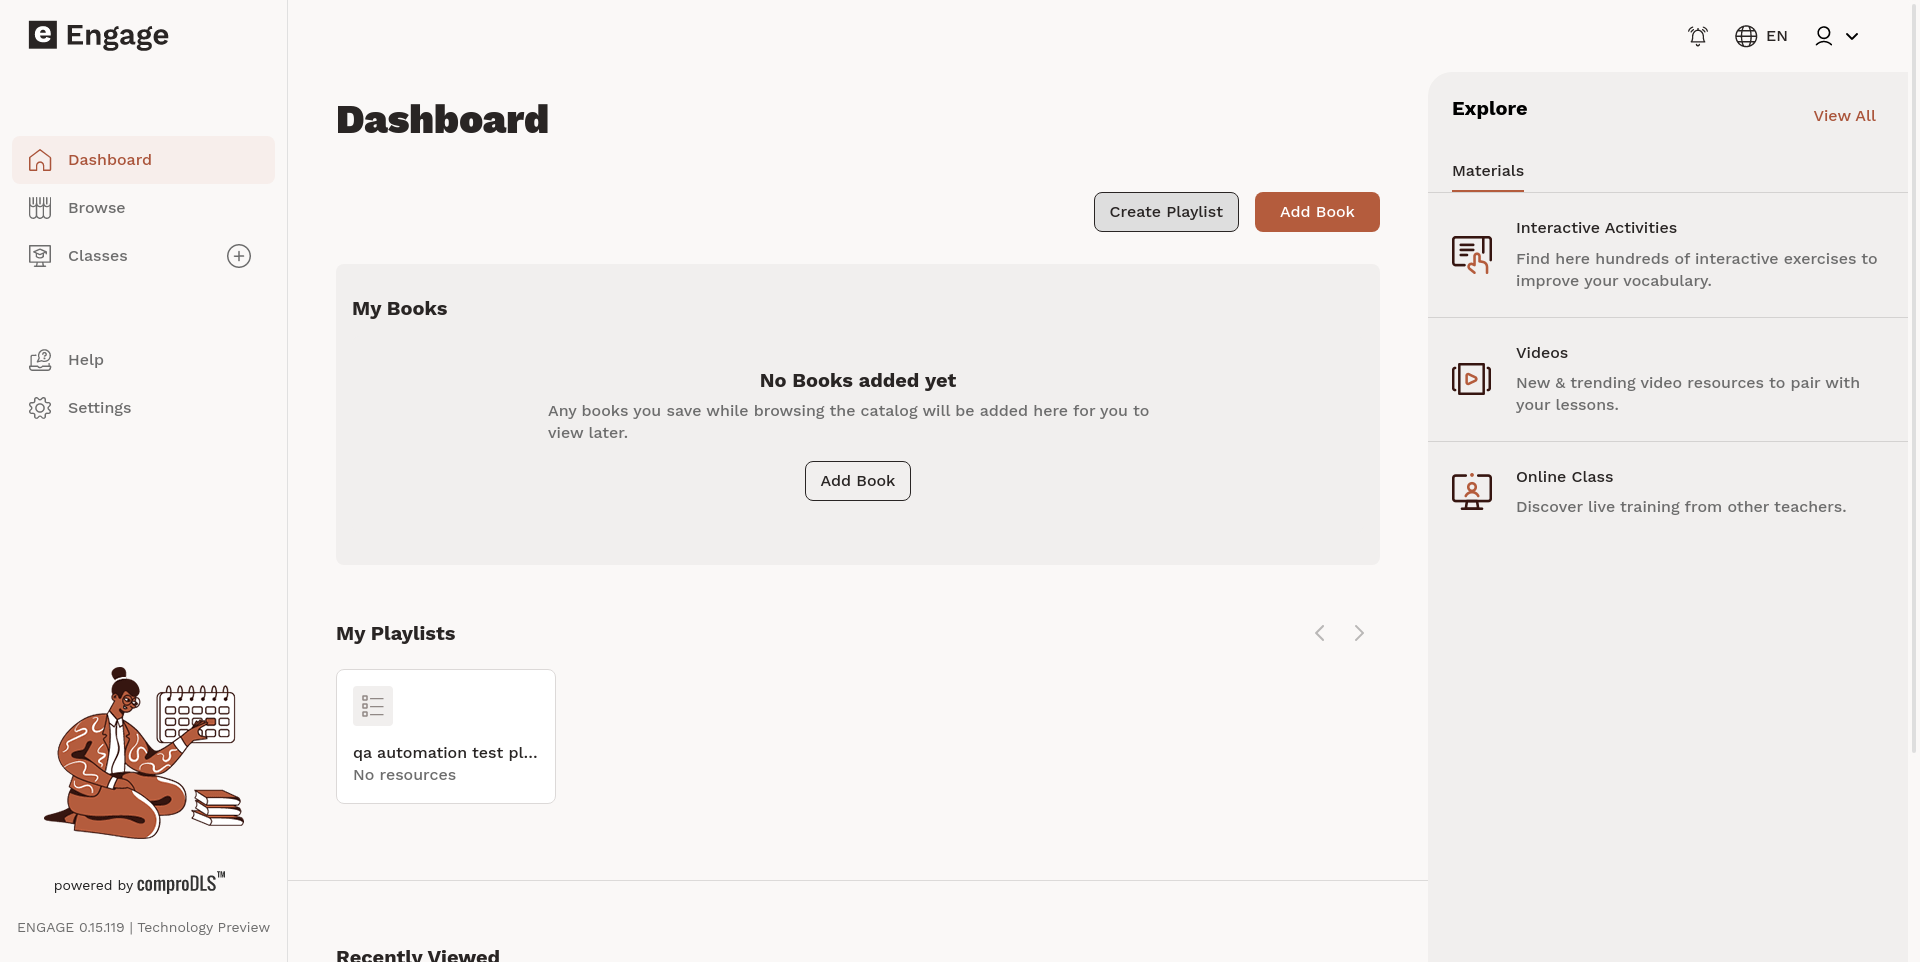 e Engage
EN
Dashboard
Browse
Classes
Help
Settings
powered by comproDLS™
ENGAGE 0.15.119 | Technology Preview
Dashboard
Create Playlist
Add Book
My Books
No Books added yet
Any books you save while browsing the catalog will be added here for you to
view later.
Add Book
My Playlists
qa automation test pl...
No resources
Recently Viewed
Explore
View All
Materials
Interactive Activities
Find here hundreds of interactive exercises to
improve your vocabulary.
Videos
New & trending video resources to pair with
your lessons.
Online Class
Discover live training from other teachers.